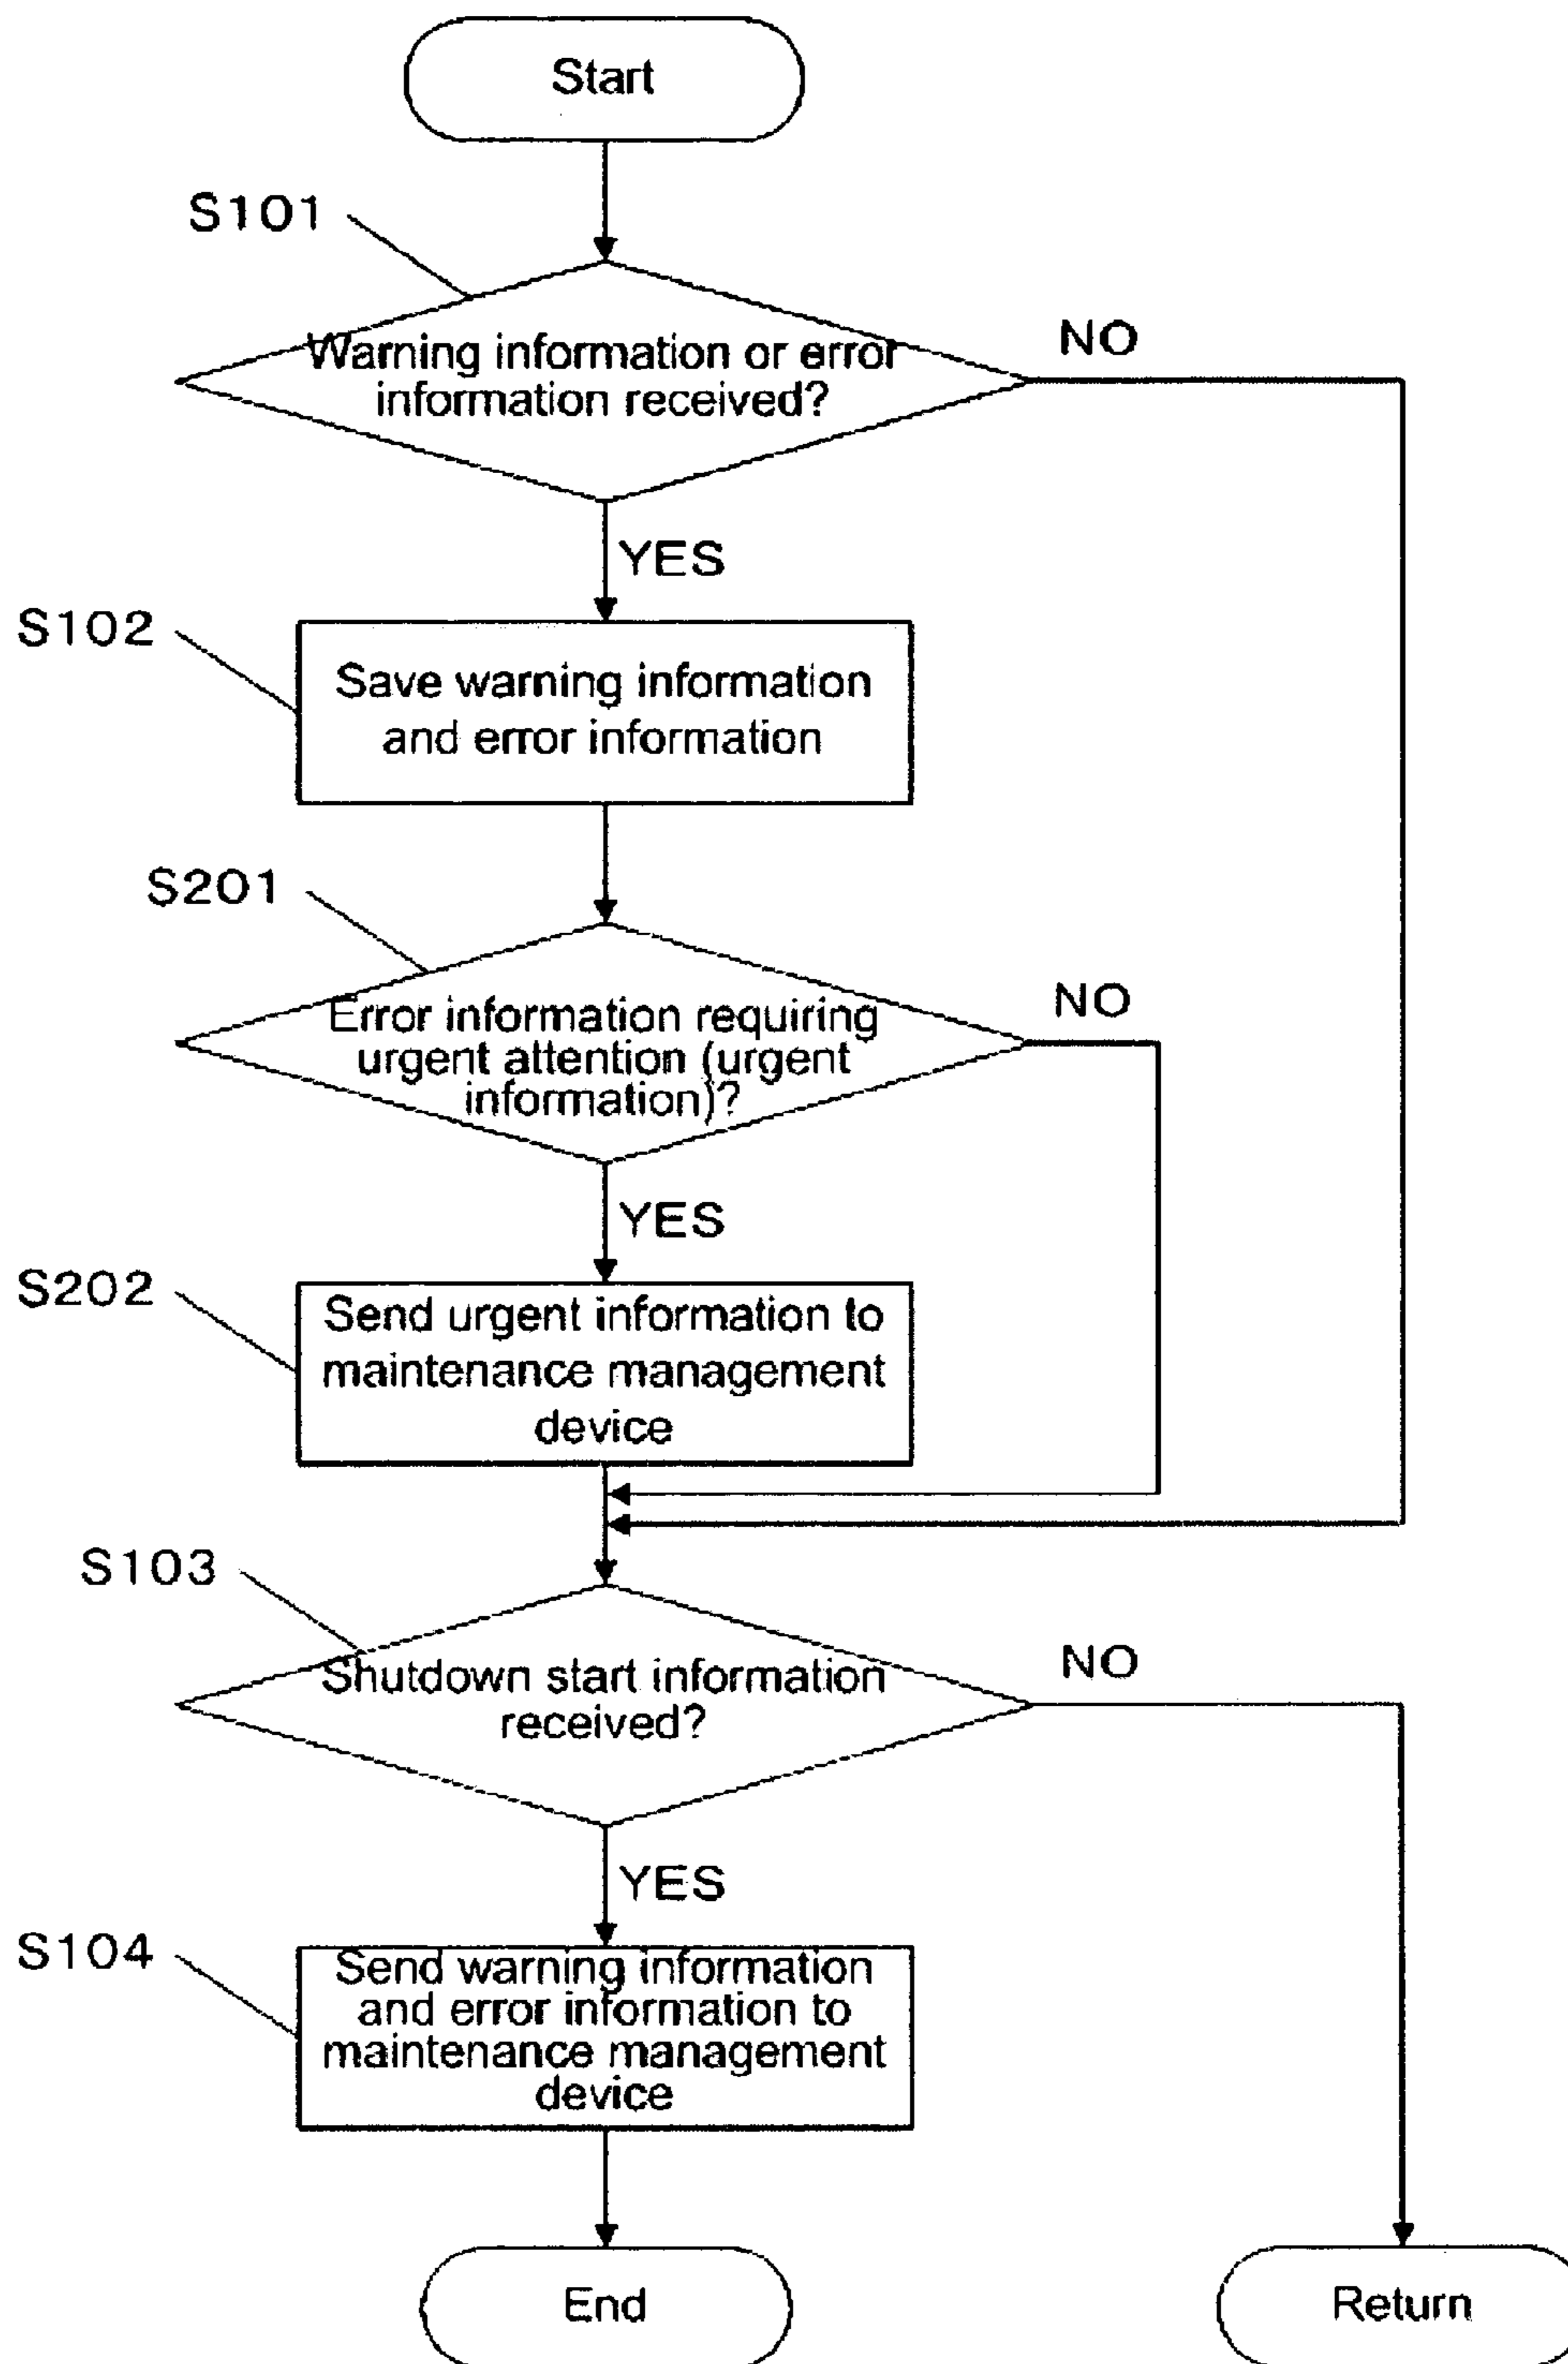 Start
S101
Warning information or error
information received?
NO
YES
S102
Save warning information
and error information
S201
Error information requiring
urgent attention (urgent
information)?
NO
YES
S202
Send urgent information to
maintenance management
device
S103
Shutdown start information
received?
NO
YES
S104
Send warning information
and error information to
maintenance management
device
End
Return